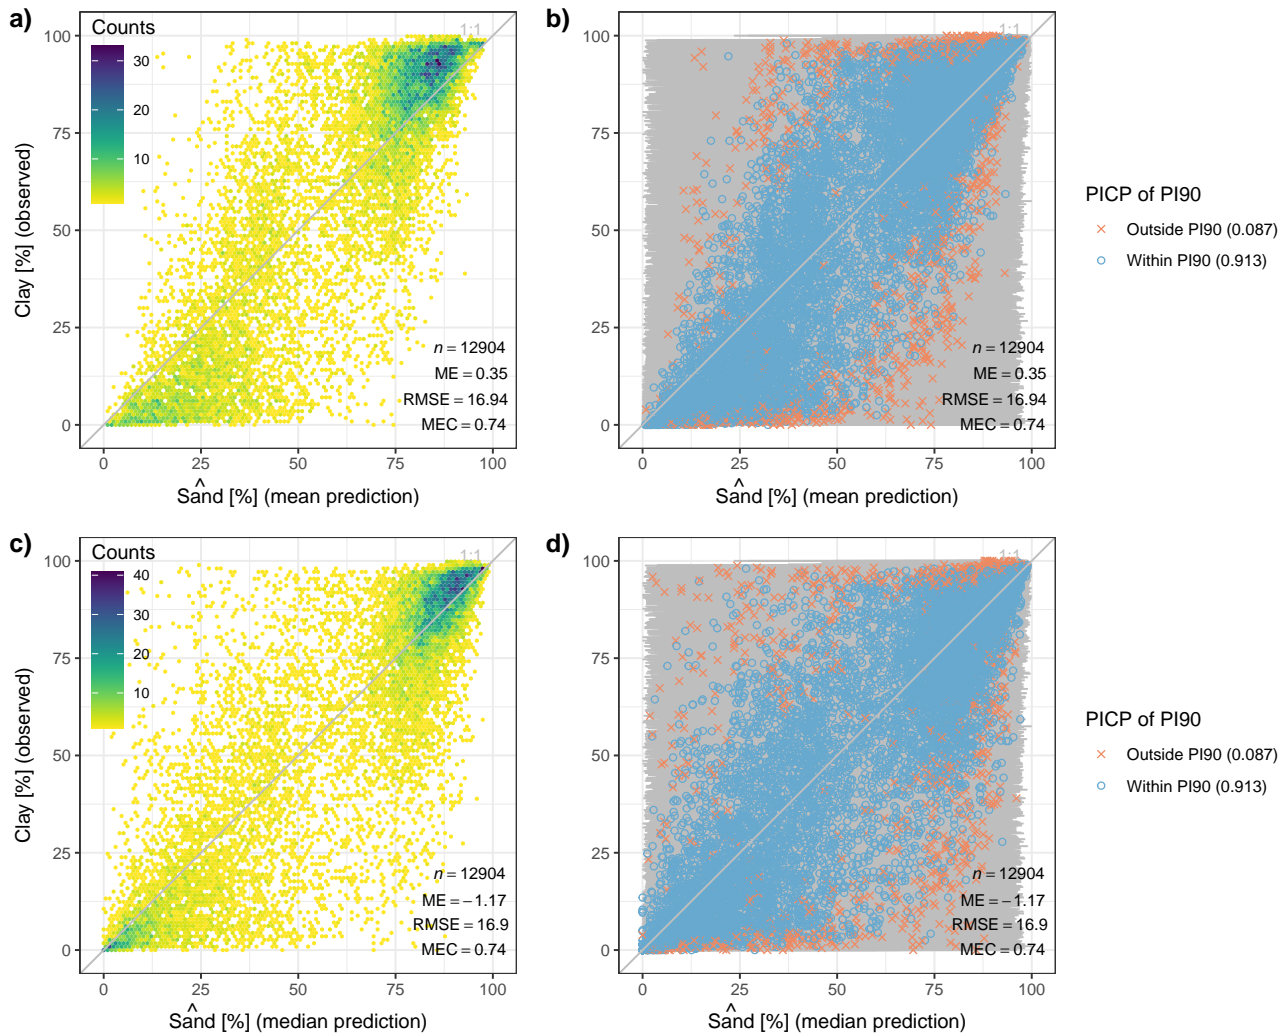 a)
Counts
30
20
10
1:1
100
75
50
25
0
Clay [%] (observed)
n = 12904
ME = 0.35
RMSE = 16.94
MEC = 0.74
0 25 50 75 100
Sând [%] (mean prediction)
b)
1:1
100
75
50
25
0
n = 12904
ME = 0.35
RMSE = 16.94
MEC = 0.74
0 25 50 75 100
Sând [%] (mean prediction)
PICP of PI90
Outside PI90 (0.087)
Within PI90 (0.913)
c)
Counts
40
30
20
10
1:1
100
75
50
25
0
Clay [%] (observed)
n = 12904
ME = −1.17
RMSE = 16.9
MEC = 0.74
0 25 50 75 100
Sând [%] (median prediction)
d)
1:1
100
75
50
25
0
n = 12904
ME = −1.17
RMSE = 16.9
MEC = 0.74
0 25 50 75 100
Sând [%] (median prediction)
PICP of PI90
Outside PI90 (0.087)
Within PI90 (0.913)